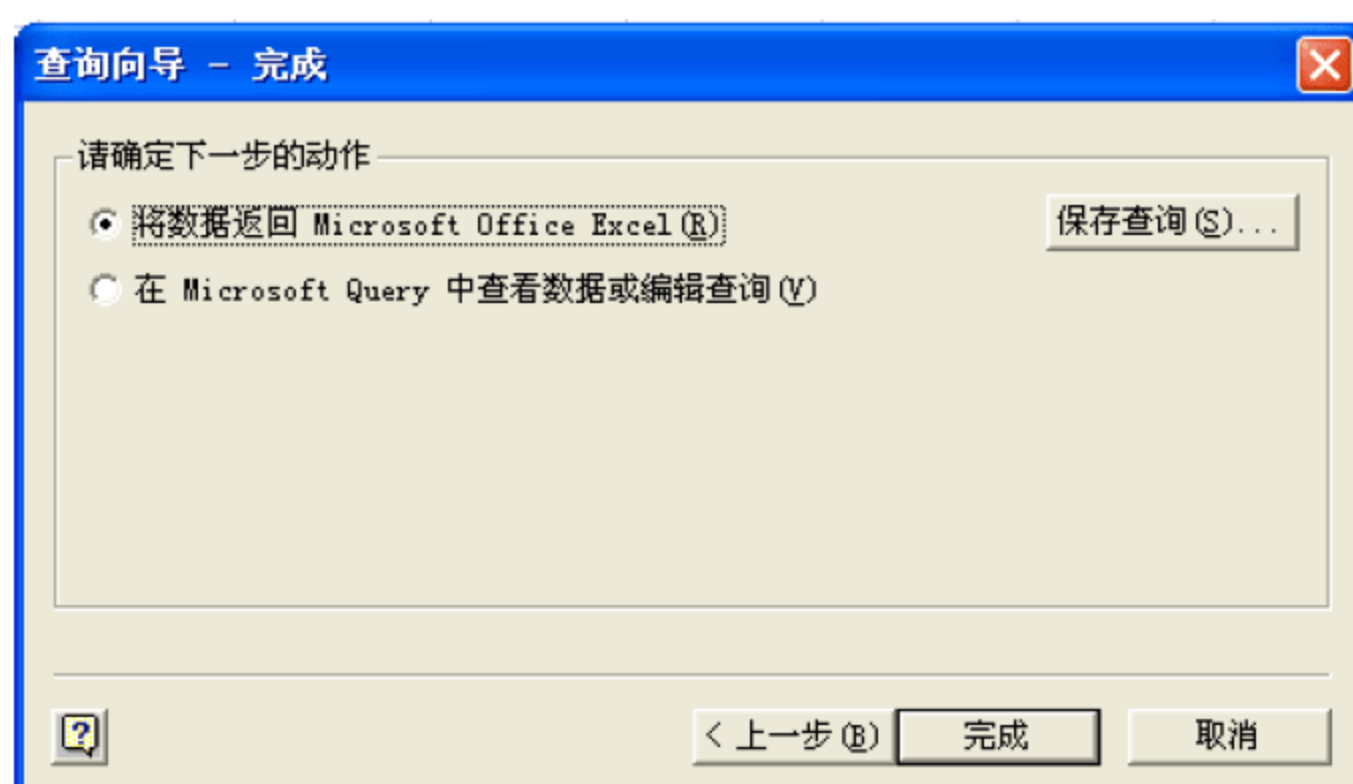 查询向导 - 完成
请确定下一步的动作
将数据返回 Microsoft Office Excel(R)
保存查询(S)...
在 Microsoft Query 中查看数据或编辑查询(V)
? < 上一步(B) 完成 取消